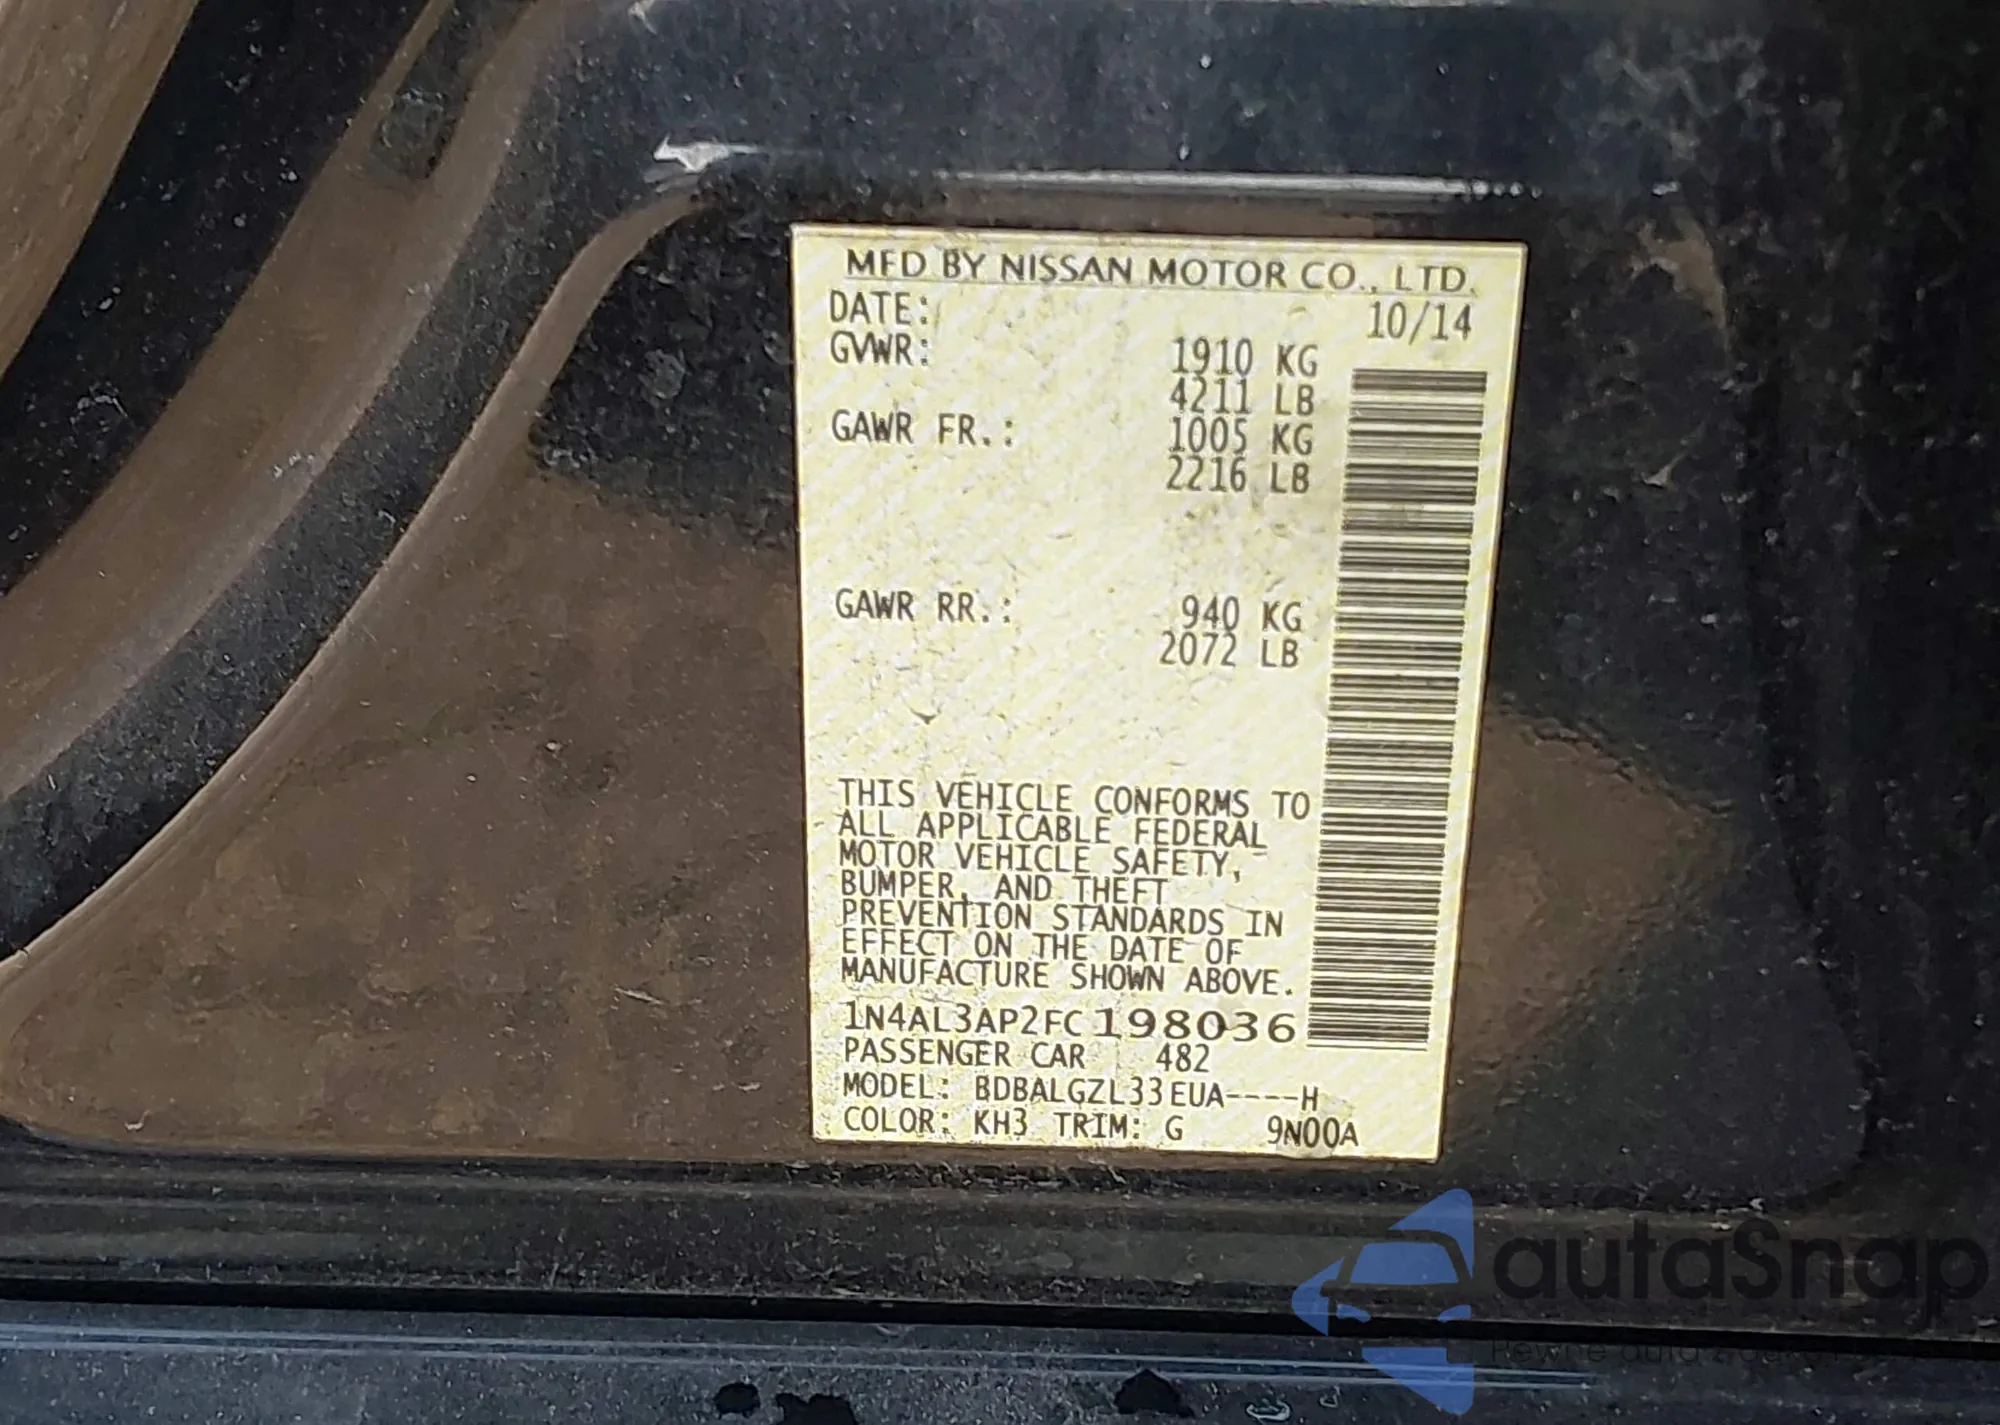 MFD BY NISSAN MOTOR CO., LTD.
DATE: 10/14
GVWR: 1910 KG
4211 LB
GAWR FR.: 1005 KG
2216 LB
GAWR RR.: 940 KG
2072 LB
THIS VEHICLE CONFORMS TO
ALL APPLICABLE FEDERAL
MOTOR VEHICLE SAFETY,
BUMPER, AND THEFT
PREVENTION STANDARDS IN
EFFECT ON THE DATE OF
MANUFACTURE SHOWN ABOVE.
1N4AL3AP2FC198036
PASSENGER CAR 482
MODEL: BDBALGZL33EUA----H
COLOR: KH3 TRIM: G 9N00A
autaSnap